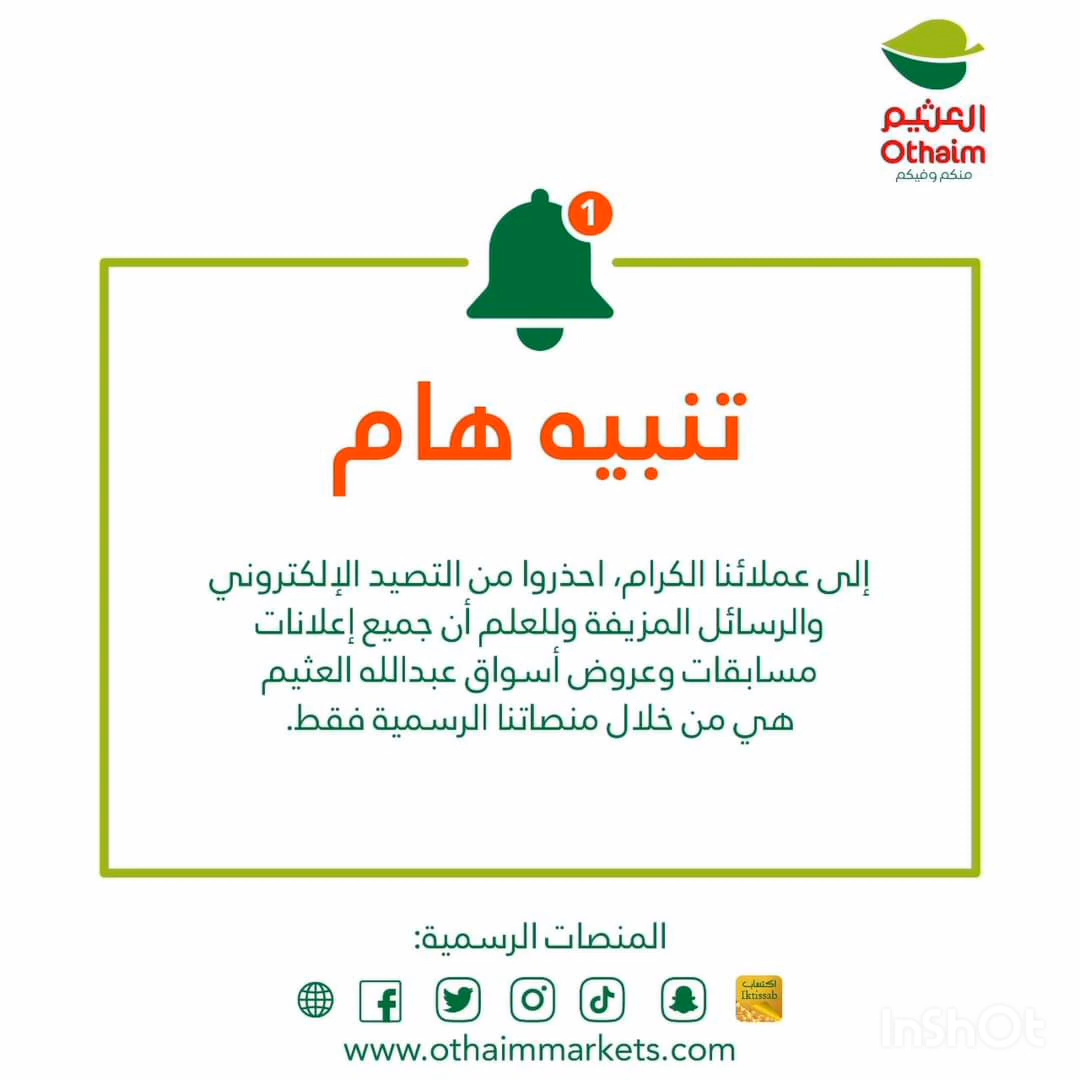 العثيم
Othaim
منكم وفيكم
1
تنبيه هام
إلى عملائنا الكرام، احذروا من التصيد الإلكتروني
والرسائل المزيفة وللعلم أن جميع إعلانات
مسابقات وعروض أسواق عبدالله العثيم
هي من خلال منصاتنا الرسمية فقط.
المنصات الرسمية:
اكتساب
Iktissab
www.othaimmarkets.com
InShOt